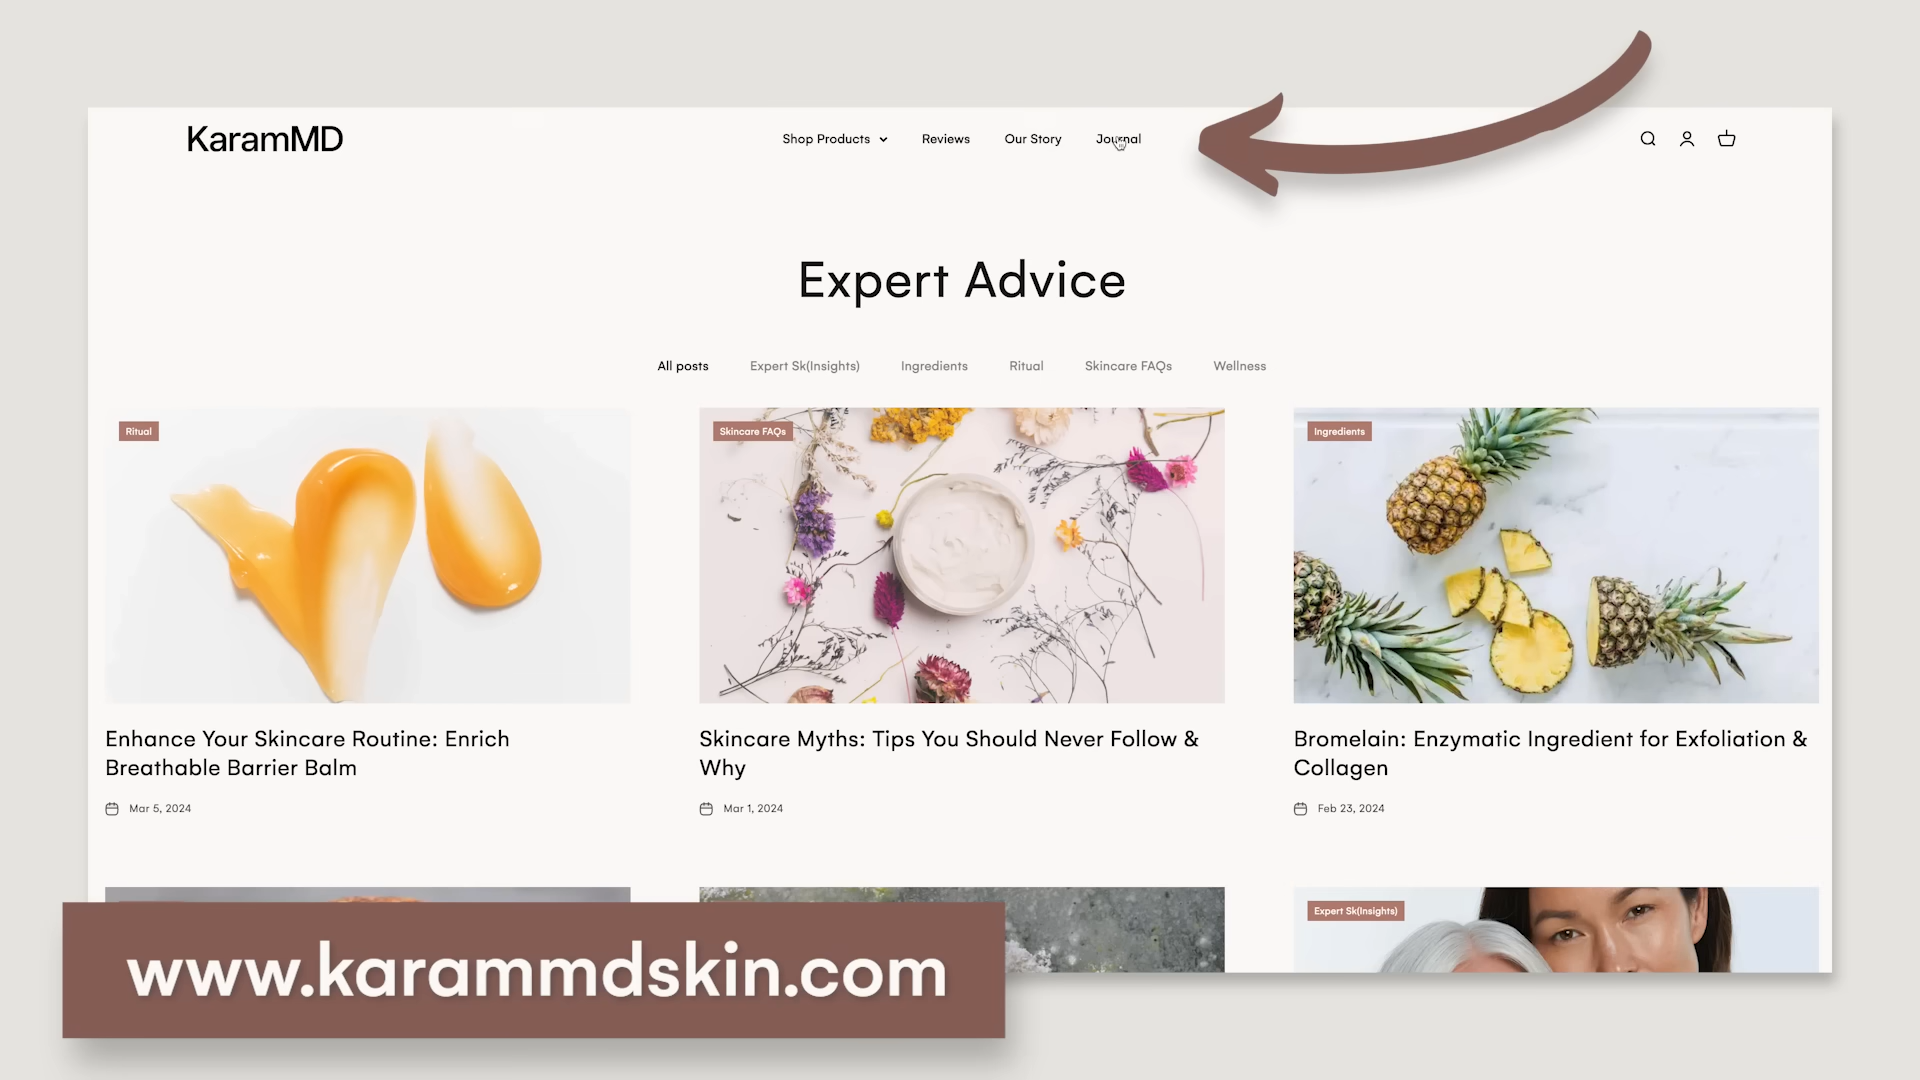 KaramMD
Shop Products
Reviews
Our Story
Journal
Expert Advice
All posts
Expert Sk(Insights)
Ingredients
Ritual
Skincare FAQs
Wellness
Ritual
Skincare FAQs
Ingredients
Enhance Your Skincare Routine: Enrich
Breathable Barrier Balm
Mar 5, 2024
Skincare Myths: Tips You Should Never Follow &
Why
Mar 1, 2024
Bromelain: Enzymatic Ingredient for Exfoliation &
Collagen
Feb 23, 2024
Expert Sk(Insights)
www.karammdskin.com